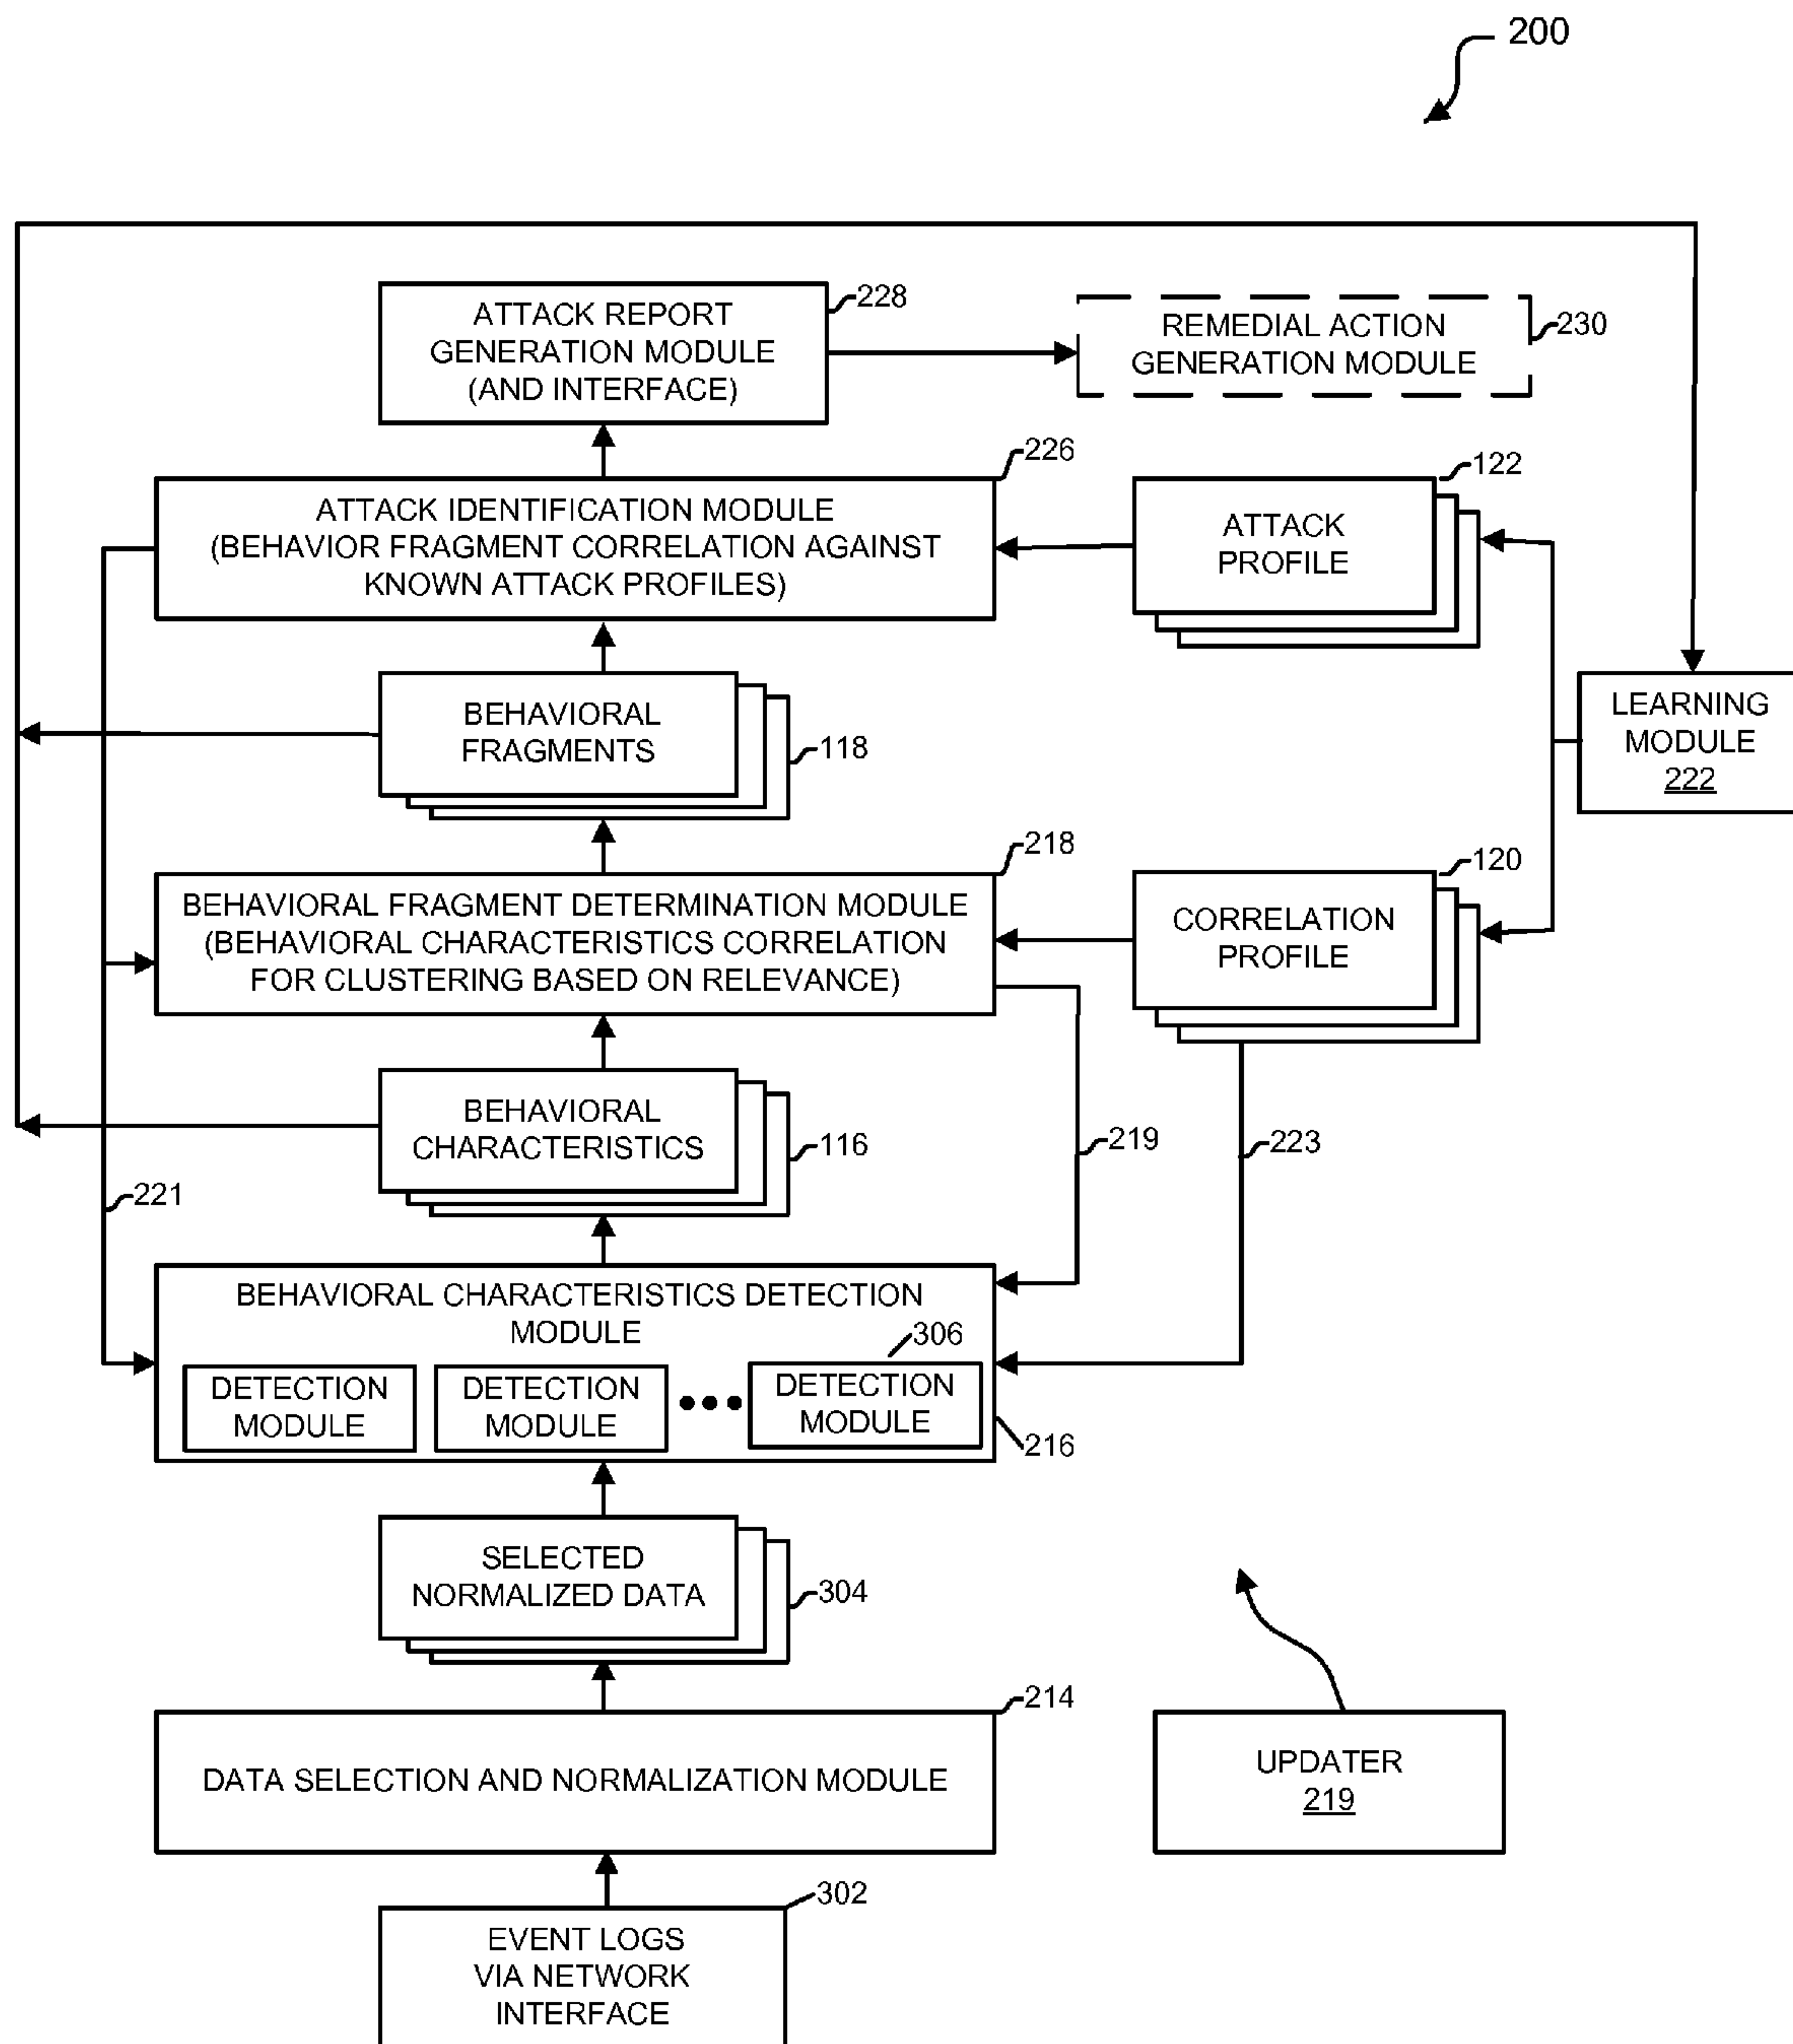 200
ATTACK REPORT
GENERATION MODULE
(AND INTERFACE)
228
REMEDIAL ACTION
GENERATION MODULE
230
226
ATTACK IDENTIFICATION MODULE
(BEHAVIOR FRAGMENT CORRELATION AGAINST
KNOWN ATTACK PROFILES)
122
ATTACK
PROFILE
BEHAVIORAL
FRAGMENTS
118
LEARNING
MODULE
222
218
BEHAVIORAL FRAGMENT DETERMINATION MODULE
(BEHAVIORAL CHARACTERISTICS CORRELATION
FOR CLUSTERING BASED ON RELEVANCE)
120
CORRELATION
PROFILE
BEHAVIORAL
CHARACTERISTICS
116
219
223
221
BEHAVIORAL CHARACTERISTICS DETECTION
MODULE
306
DETECTION
MODULE
DETECTION
MODULE
DETECTION
MODULE
216
SELECTED
NORMALIZED DATA
304
214
DATA SELECTION AND NORMALIZATION MODULE
UPDATER
219
302
EVENT LOGS
VIA NETWORK
INTERFACE